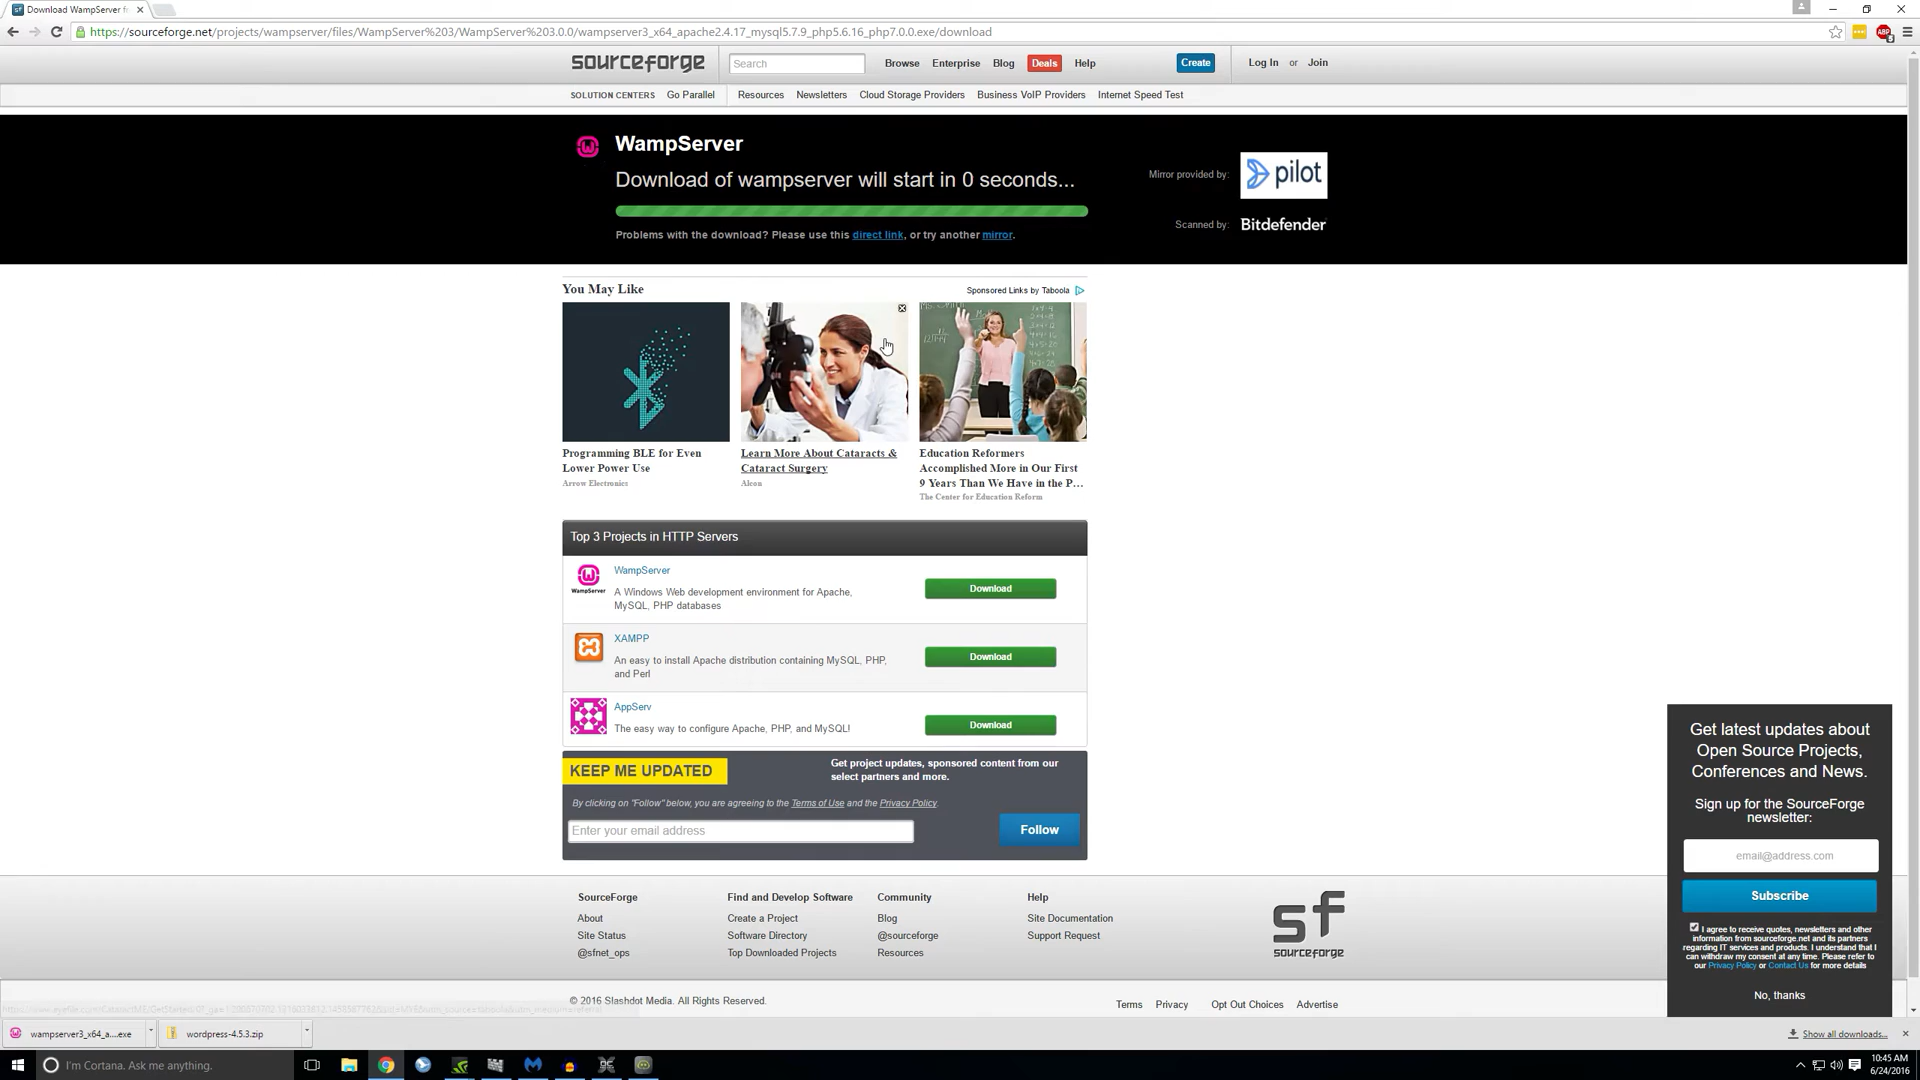 Download WampServer f
https://sourceforge.net/projects/wampserver/files/WampServer%203/WampServer%203.0.0/wampserver3_x64_apache2.4.17_mysql5.7.9_php5.6.16_php7.0.0.exe/download
sourceforge
Search
Browse Enterprise Blog Deals Help
Create
Log In or Join
SOLUTION CENTERS Go Parallel Resources Newsletters Cloud Storage Providers Business VoIP Providers Internet Speed Test
WampServer
Download of wampserver will start in 0 seconds...
Problems with the download? Please use this direct link, or try another mirror.
Mirror provided by: pilot
Scanned by: Bitdefender
You May Like
Sponsored Links by Taboola
Programming BLE for Even
Lower Power Use
Arrow Electronics
Learn More About Cataracts &
Cataract Surgery
Alcon
Education Reformers
Accomplished More in Our First
9 Years Than We Have in the P...
The Center for Education Reform
Top 3 Projects in HTTP Servers
WampServer
WampServer
A Windows Web development environment for Apache,
MySQL, PHP databases
Download
XAMPP
An easy to install Apache distribution containing MySQL, PHP,
and Perl
Download
AppServ
The easy way to configure Apache, PHP, and MySQL!
Download
KEEP ME UPDATED
Get project updates, sponsored content from our
select partners and more.
By clicking on "Follow" below, you are agreeing to the Terms of Use and the Privacy Policy.
Enter your email address
Follow
Get latest updates about
Open Source Projects,
Conferences and News.
Sign up for the SourceForge
newsletter:
email@address.com
Subscribe
I agree to receive quotes, newsletters and other
information from sourceforge.net and its partners
regarding IT services and products. I understand that I
can withdraw my consent at any time. Please refer to
our Privacy Policy or Contact Us for more details
No, thanks
SourceForge
About
Site Status
@sfnet_ops
Find and Develop Software
Create a Project
Software Directory
Top Downloaded Projects
Community
Blog
@sourceforge
Resources
Help
Site Documentation
Support Request
sf
sourceforge
© 2016 Slashdot Media. All Rights Reserved.
Terms Privacy Opt Out Choices Advertise
wampserver3_x64_a....exe
wordpress-4.5.3.zip
Show all downloads...
I'm Cortana. Ask me anything.
10:45 AM
6/24/2016